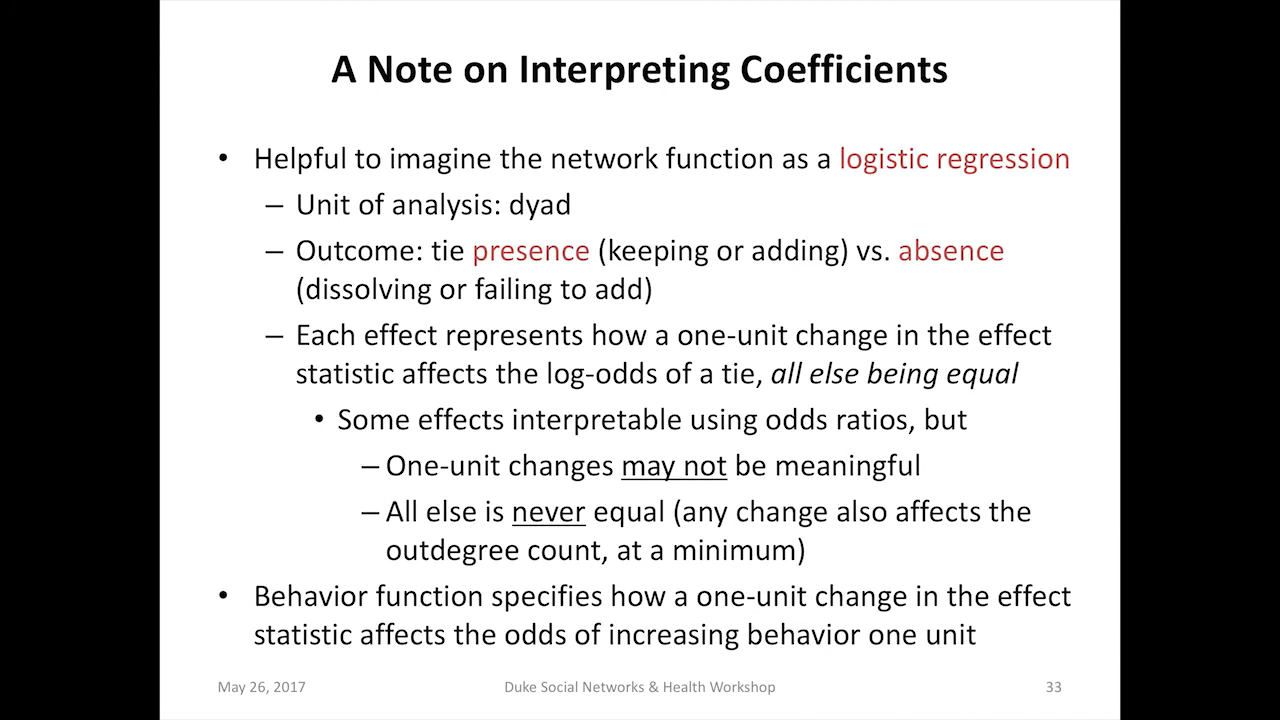 A Note on Interpreting Coefficients
• Helpful to imagine the network function as a logistic regression
– Unit of analysis: dyad
– Outcome: tie presence (keeping or adding) vs. absence
(dissolving or failing to add)
– Each effect represents how a one-unit change in the effect
statistic affects the log-odds of a tie, all else being equal
• Some effects interpretable using odds ratios, but
– One-unit changes may not be meaningful
– All else is never equal (any change also affects the
outdegree count, at a minimum)
• Behavior function specifies how a one-unit change in the effect
statistic affects the odds of increasing behavior one unit
May 26, 2017 Duke Social Networks & Health Workshop 33